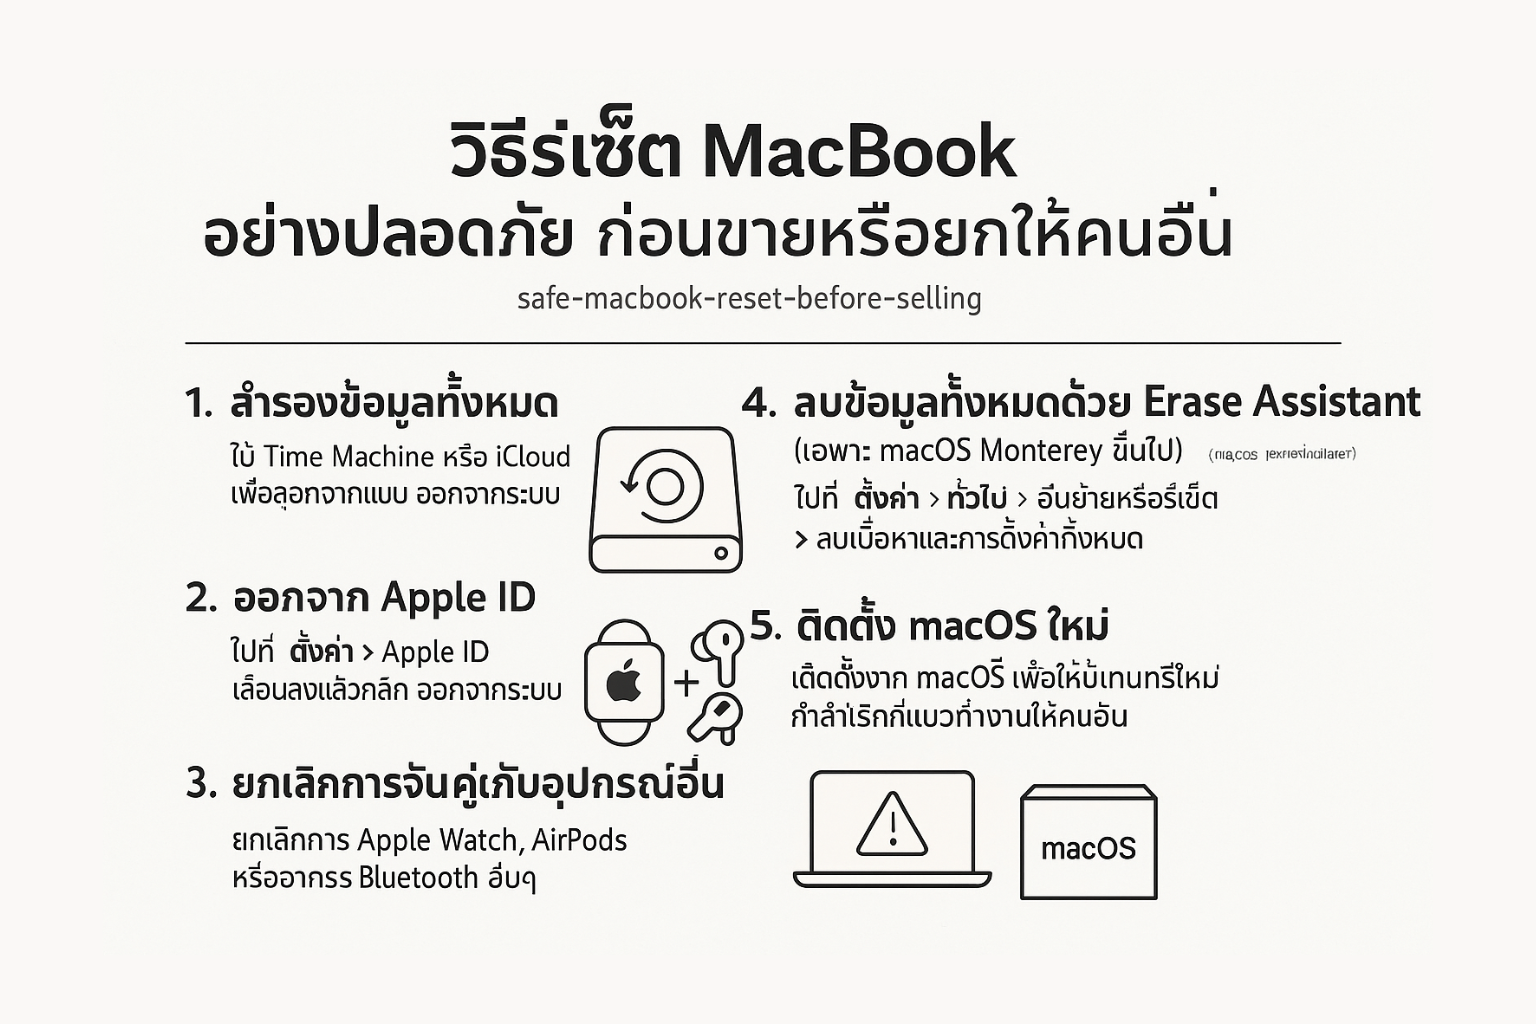 วิธีร่เซ็ต MacBook
อย่างปลอดภัย ก่อนขายหรือยกให้คนอื่น
safe-macbook-reset-before-selling
1. สำรองข้อมูลทั้งหมด
ใบ้ Time Machine หรือ iCloud
เพื่อลุอกจากแบบ ออกจากระบบ
2. ออกจาก Apple ID
ไปที่ ตั้งค่า > Apple ID
เลื่อนลงแล้วกลิก ออกจากระบบ
3. ยกเลิกการจับคู่เกับอุปกรณ์อื่น
ยกเลิกการ Apple Watch, AirPods
หรื่ออากรร Bluetooth อื่บๆ
4. ลบข้อมูลทั้งหมดด้วย Erase Assistant
(เอพาะ macOS Monterey ขึ้นไป)
ไปที่ ตั้งค่า > ทั่วไป > อื่นย้ายหรือรีเข็ต
> ลบเบื่อหาและการดิ้งค้ากิ้งหบด
5. ติดตั้ง macOS ใหม่
เดิดดั้งงาก macOS เพื่อให้บ้เทนทรีใหม่
กำลำเริกกี่แบวที่างานให้คนอัน
macOS